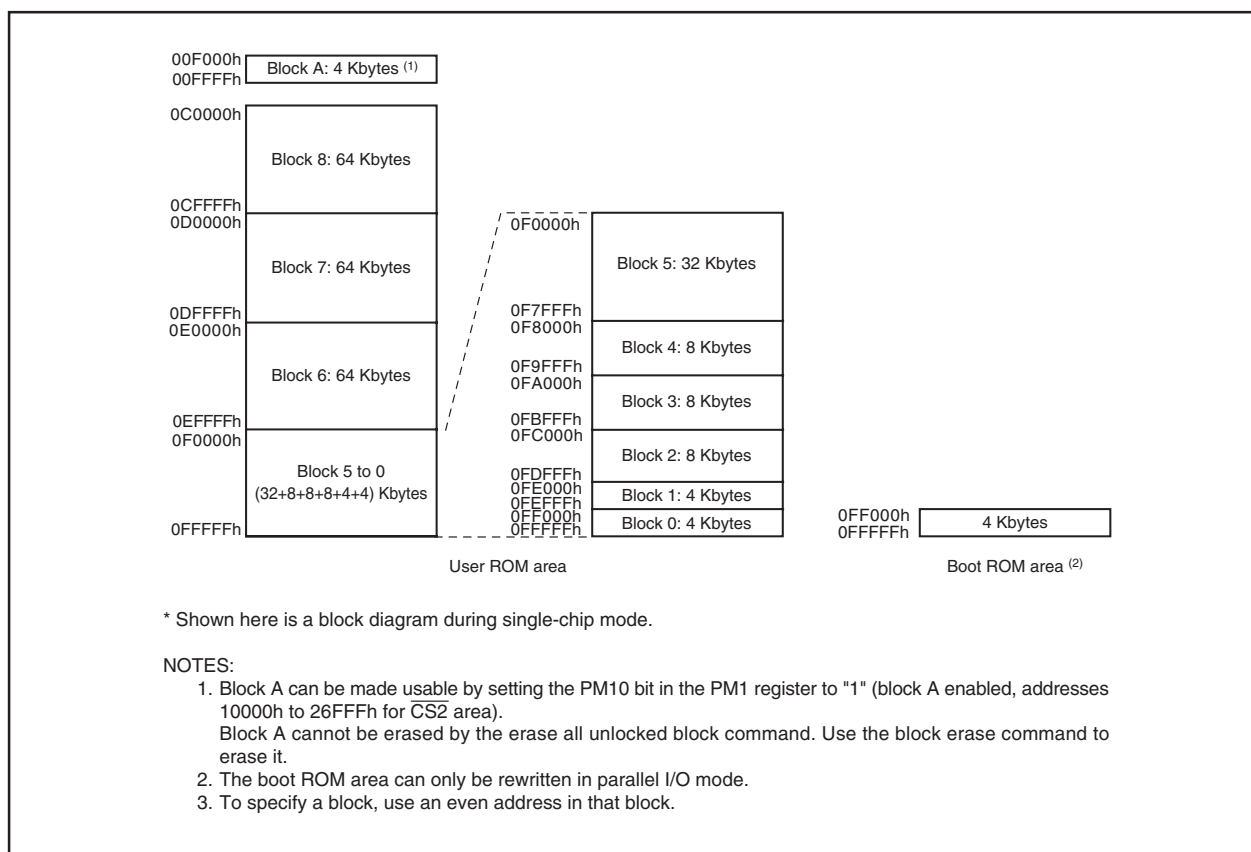 00F000h
00FFFFh
Block A: 4 Kbytes (1)
0C0000h
Block 8: 64 Kbytes
0CFFFFh
0D0000h
Block 7: 64 Kbytes
0DFFFFh
0E0000h
Block 6: 64 Kbytes
0EFFFFh
0F0000h
Block 5 to 0
(32+8+8+8+4+4) Kbytes
0FFFFFh
0F0000h
Block 5: 32 Kbytes
0F7FFFh
0F8000h
Block 4: 8 Kbytes
0F9FFFh
0FA000h
Block 3: 8 Kbytes
0FBFFFh
0FC000h
Block 2: 8 Kbytes
0FDFFFh
0FE000h
Block 1: 4 Kbytes
0FEFFFh
0FF000h
Block 0: 4 Kbytes
0FFFFFh
0FF000h
0FFFFFh
4 Kbytes
User ROM area
Boot ROM area (2)
* Shown here is a block diagram during single-chip mode.
NOTES:
1. Block A can be made usable by setting the PM10 bit in the PM1 register to "1" (block A enabled, addresses
10000h to 26FFFh for CS2 area).
Block A cannot be erased by the erase all unlocked block command. Use the block erase command to
erase it.
2. The boot ROM area can only be rewritten in parallel I/O mode.
3. To specify a block, use an even address in that block.